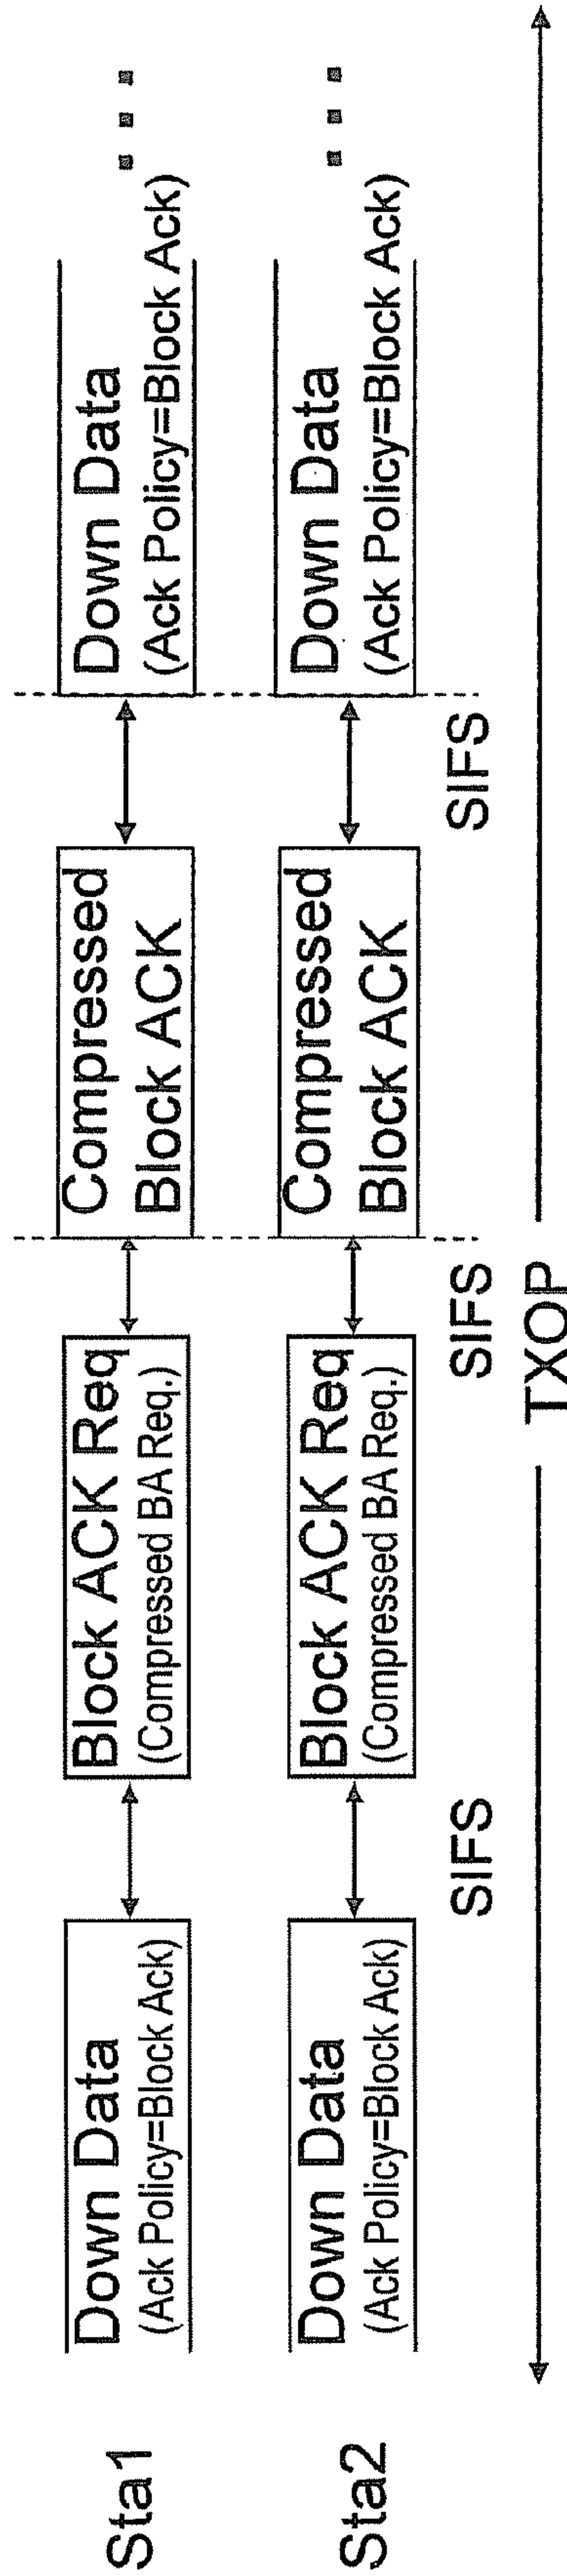 Sta1
Down Data
(Ack Policy=Block Ack)
Block ACK Req
(Compressed BA Req.)
Compressed
Block ACK
Down Data
(Ack Policy=Block Ack)
Sta2
Down Data
(Ack Policy=Block Ack)
Block ACK Req
(Compressed BA Req.)
Compressed
Block ACK
Down Data
(Ack Policy=Block Ack)
SIFS
SIFS
SIFS
TXOP